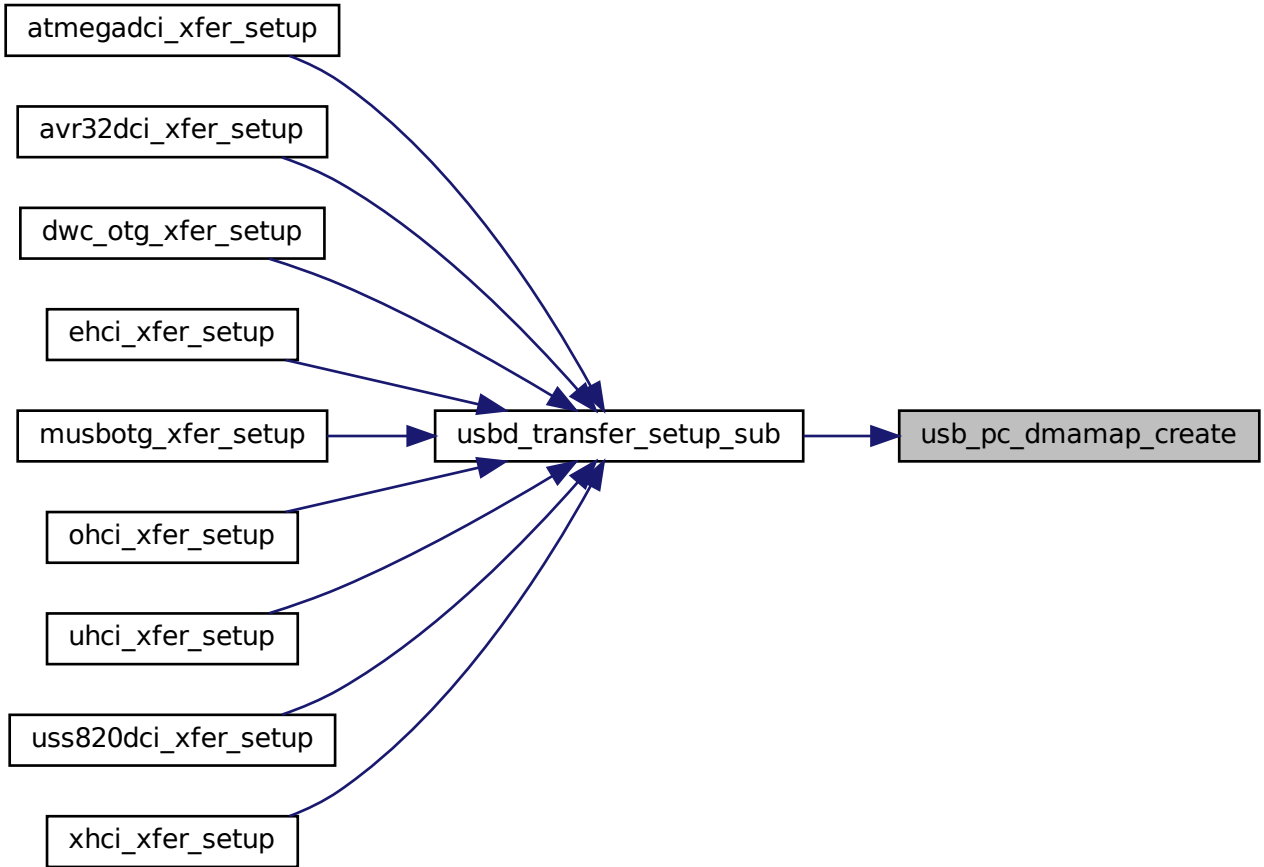 atmegadci_xfer_setup
avr32dci_xfer_setup
dwc_otg_xfer_setup
ehci_xfer_setup
musbotg_xfer_setup
usbd_transfer_setup_sub
usb_pc_dmamap_create
ohci_xfer_setup
uhci_xfer_setup
uss820dci_xfer_setup
xhci_xfer_setup